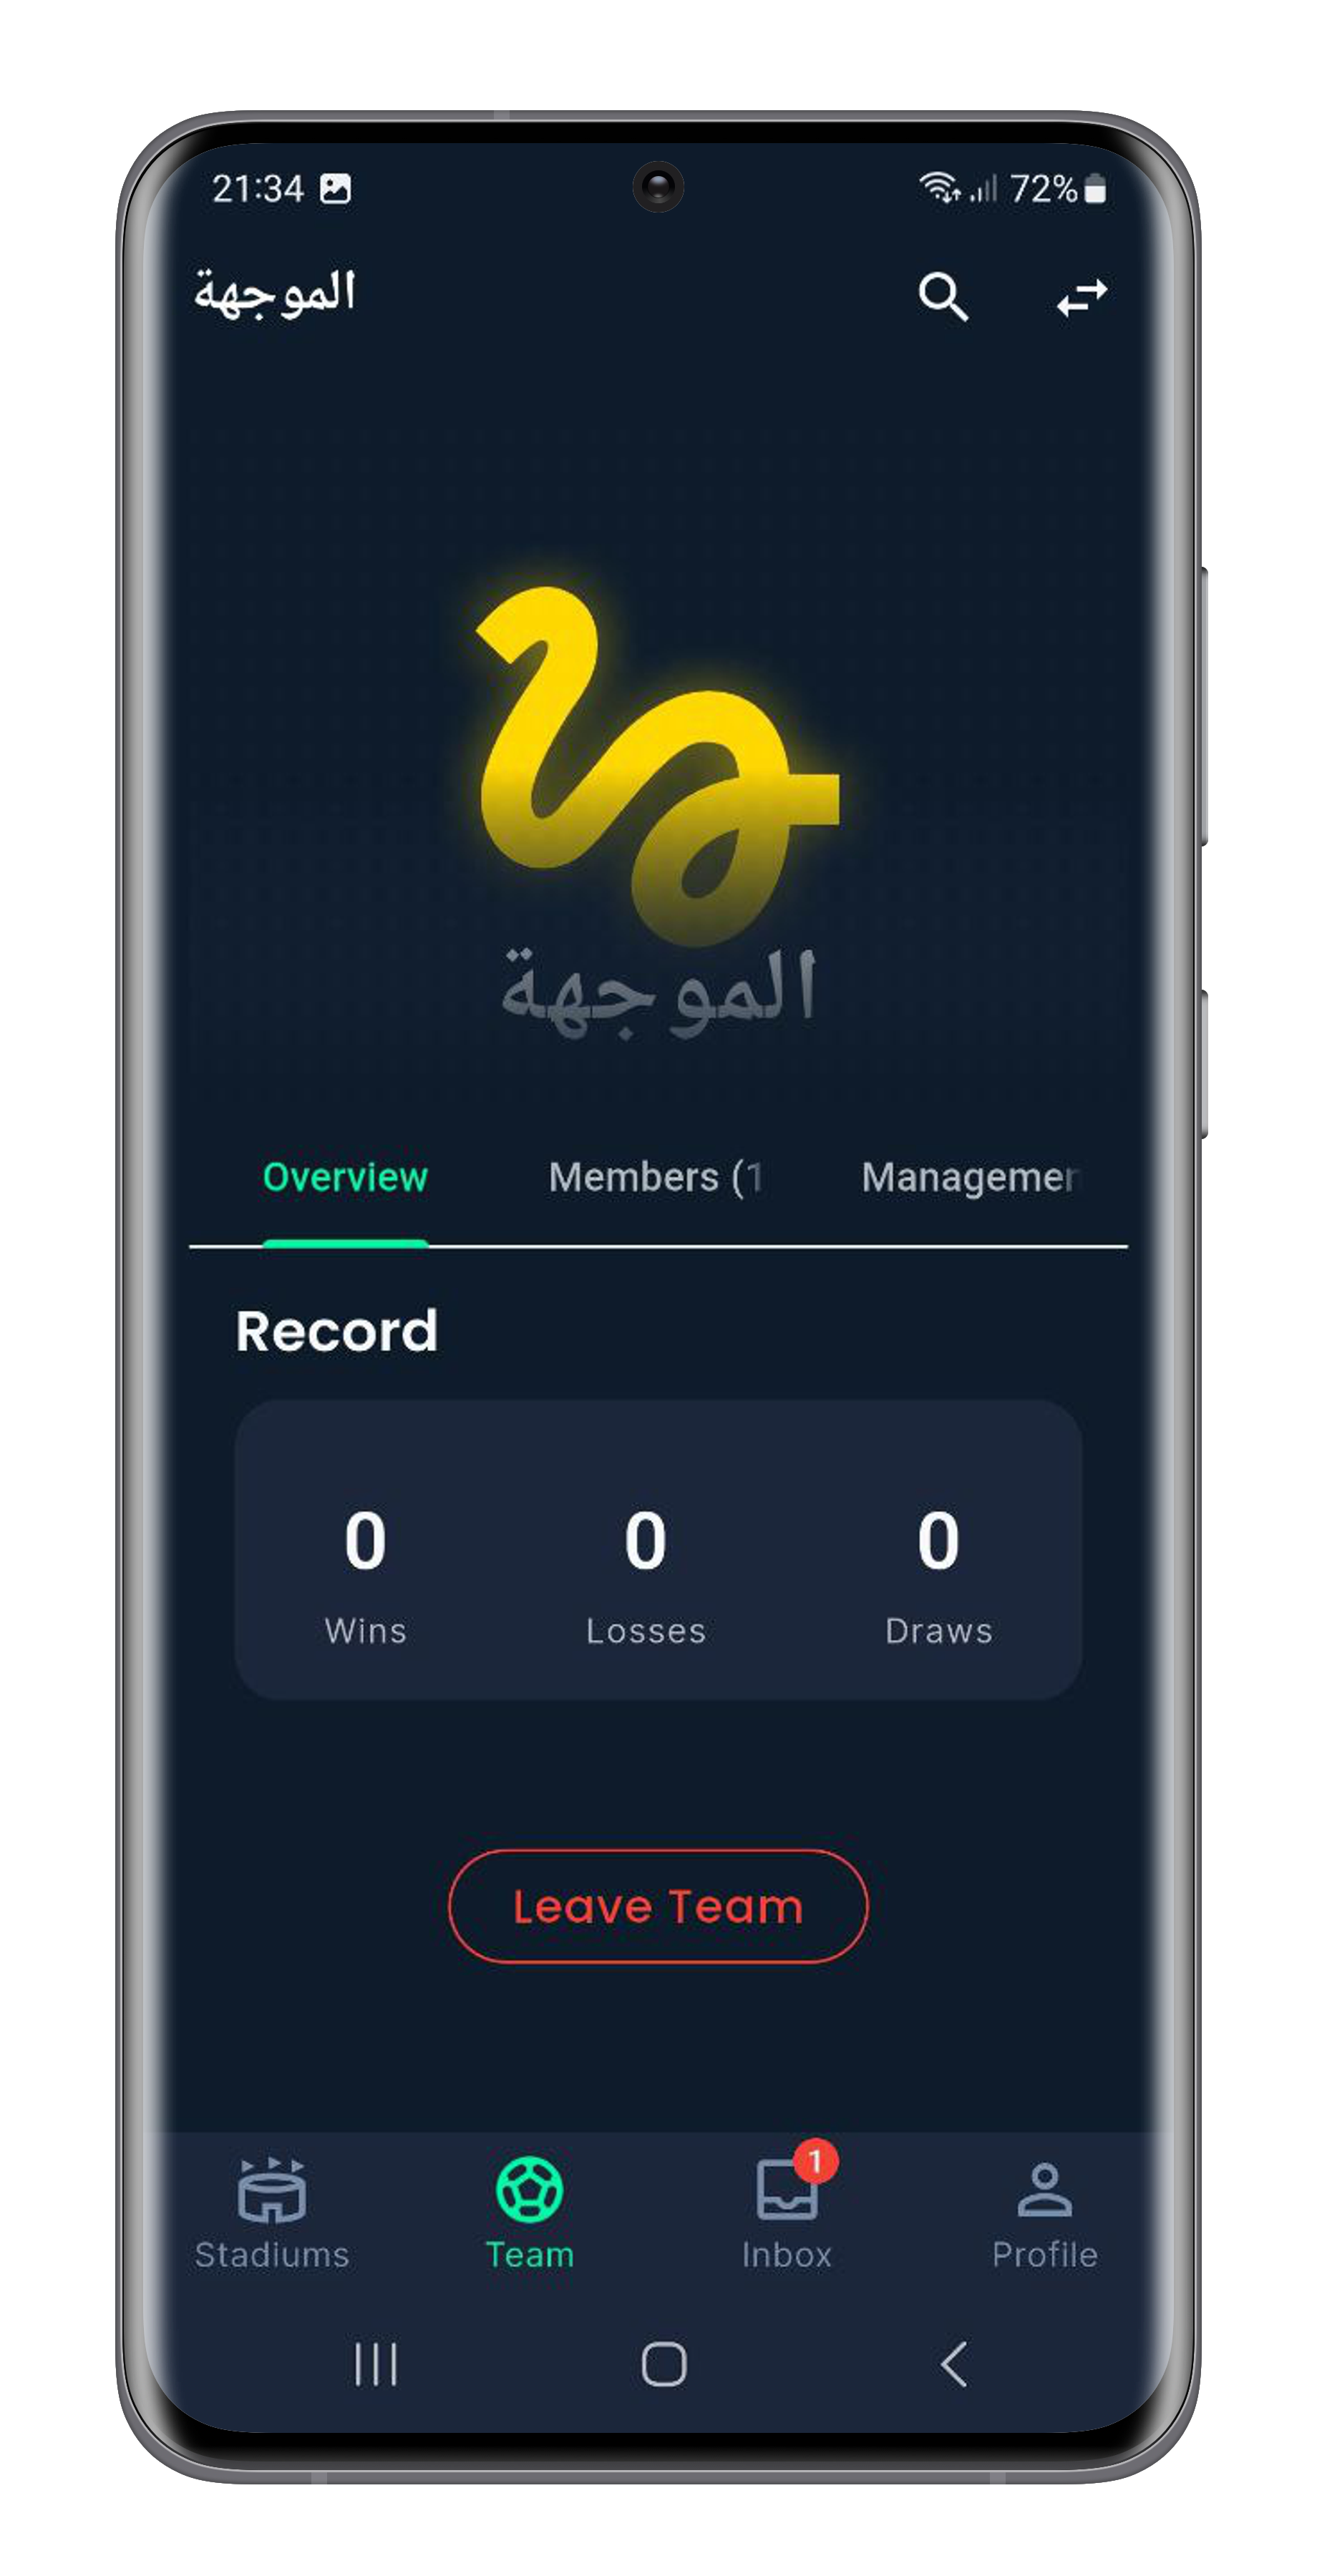 21:34 72%
الموجهة
الموجهة
Overview Members (1 Managemen
Record
0 0 0
Wins Losses Draws
Leave Team
1
Stadiums Team Inbox Profile